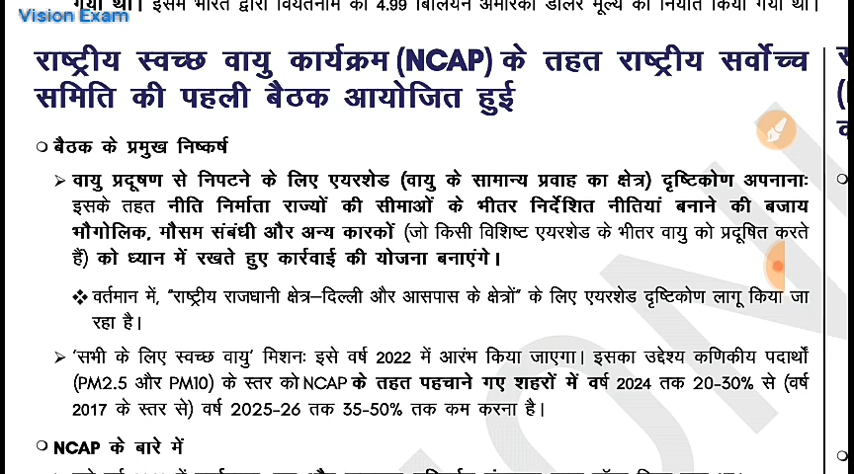 गया था। इसमें भारत द्वारा वियतनाम को 4.99 बिलियन अमेरिकी डॉलर मूल्य का निर्यात किया गया था।
Vision Exam
राष्ट्रीय स्वच्छ वायु कार्यक्रम (NCAP) के तहत राष्ट्रीय सर्वोच्च
समिति की पहली बैठक आयोजित हुई
बैठक के प्रमुख निष्कर्ष
➢ वायु प्रदूषण से निपटने के लिए एयरशेड (वायु के सामान्य प्रवाह का क्षेत्र) दृष्टिकोण अपनानाः
इसके तहत नीति निर्माता राज्यों की सीमाओं के भीतर निर्देशित नीतियां बनाने की बजाय
भौगोलिक, मौसम संबंधी और अन्य कारकों (जो किसी विशिष्ट एयरशेड के भीतर वायु को प्रदूषित करते
हैं) को ध्यान में रखते हुए कार्रवाई की योजना बनाएंगे।
❖ वर्तमान में, "राष्ट्रीय राजधानी क्षेत्र–दिल्ली और आसपास के क्षेत्रों" के लिए एयरशेड दृष्टिकोण लागू किया जा
रहा है।
➢ 'सभी के लिए स्वच्छ वायु' मिशनः इसे वर्ष 2022 में आरंभ किया जाएगा। इसका उद्देश्य कणिकीय पदार्थों
(PM2.5 और PM10) के स्तर को NCAP के तहत पहचाने गए शहरों में वर्ष 2024 तक 20-30% से (वर्ष
2017 के स्तर से) वर्ष 2025-26 तक 35-50% तक कम करना है।
NCAP के बारे में